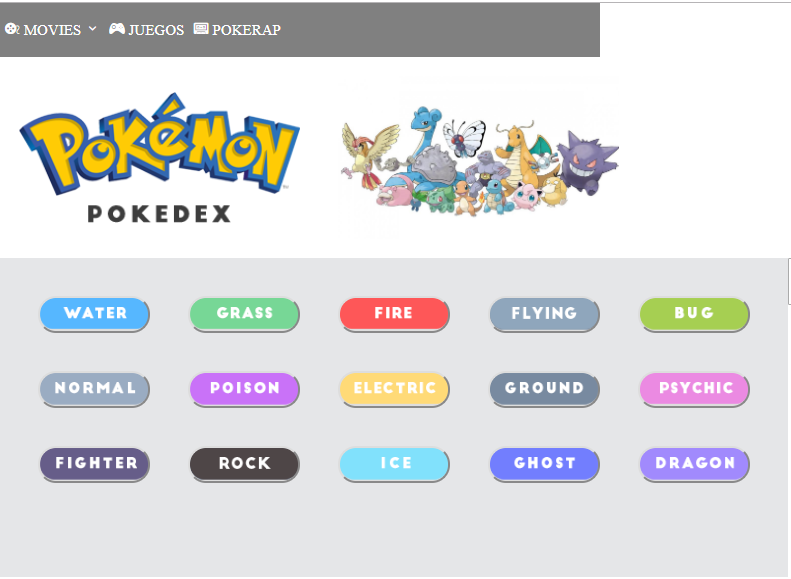 MOVIES JUEGOS POKERAP
POKéMON
POKEDEX
WATER GRASS FIRE FLYING BUG
NORMAL POISON ELECTRIC GROUND PSYCHIC
FIGHTER ROCK ICE GHOST DRAGON